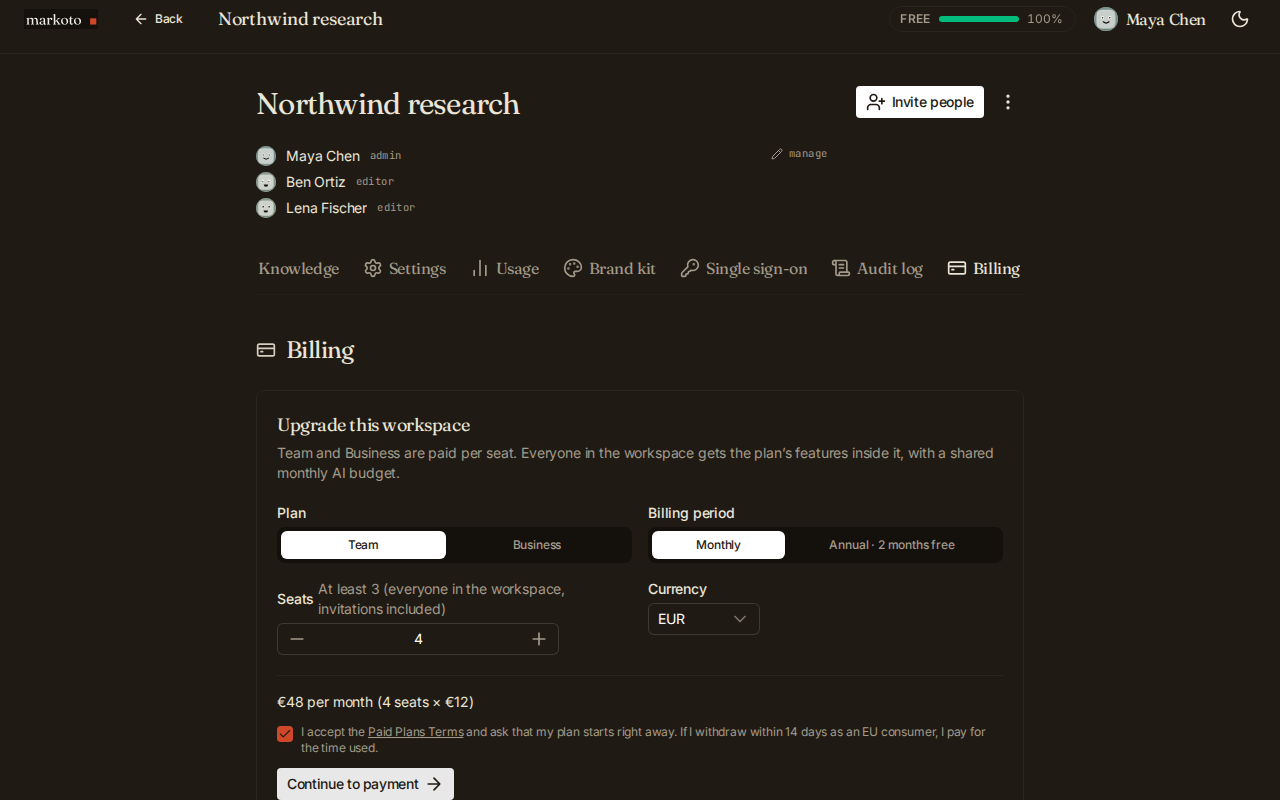 markoto
Back
Northwind research
FREE 100%
Maya Chen
Northwind research
Invite people
Maya Chen admin
manage
Ben Ortiz editor
Lena Fischer editor
Knowledge Settings Usage Brand kit Single sign-on Audit log Billing
Billing
Upgrade this workspace
Team and Business are paid per seat. Everyone in the workspace gets the plan’s features inside it, with a shared
monthly AI budget.
Plan
Team Business
Billing period
Monthly Annual · 2 months free
Seats At least 3 (everyone in the workspace,
invitations included)
4
Currency
EUR
€48 per month (4 seats × €12)
I accept the Paid Plans Terms and ask that my plan starts right away. If I withdraw within 14 days as an EU consumer, I pay for
the time used.
Continue to payment